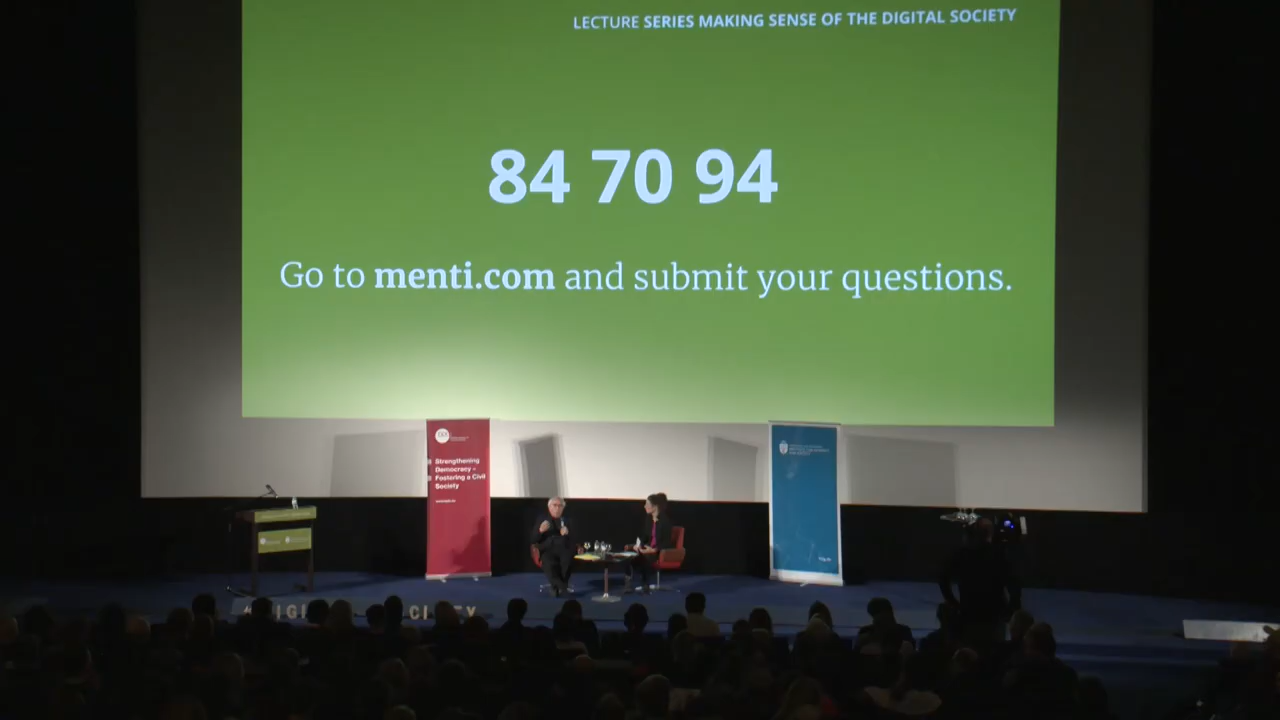 LECTURE SERIES MAKING SENSE OF THE DIGITAL SOCIETY
84 70 94
Go to menti.com and submit your questions.
Strengthening
Democracy –
Fostering a Civil
Society